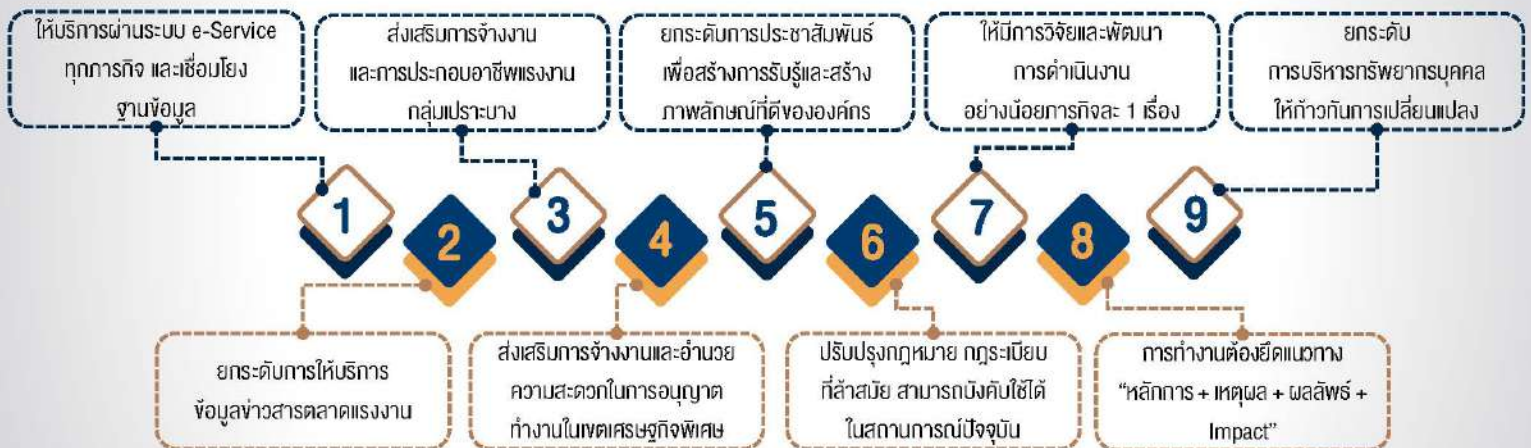 ให้บริการผ่านระบบ e-Service
ทุกภารกิจ และเชื่อมโยง
ฐานข้อมูล
ส่งเสริมการจ้างงาน
และการประกอบอาชีพแรงงาน
กลุ่มเปราะบาง
ยกระดับการประชาสัมพันธ์
เพื่อสร้างการรับรู้และสร้าง
ภาพลักษณ์ที่ดีขององค์กร
ให้มีการวิจัยและพัฒนา
การดำเนินงาน
อย่างน้อยภารกิจละ 1 เรื่อง
ยกระดับ
การบริหารทรัพยากรบุคคล
ให้ก้าวทันการเปลี่ยนแปลง
1
2
3
4
5
6
7
8
9
ยกระดับการให้บริการ
ข้อมูลข่าวสารตลาดแรงงาน
ส่งเสริมการจ้างงานและอำนวย
ความสะดวกในการอนุญาต
ทำงานในเขตเศรษฐกิจพิเศษ
ปรับปรุงกฎหมาย กฎระเบียบ
ที่ล้าสมัย สามารถบังคับใช้ได้
ในสถานการณ์ปัจจุบัน
การทำงานต้องยึดแนวทาง
"หลักการ + เหตุผล + ผลลัพธ์ +
Impact"